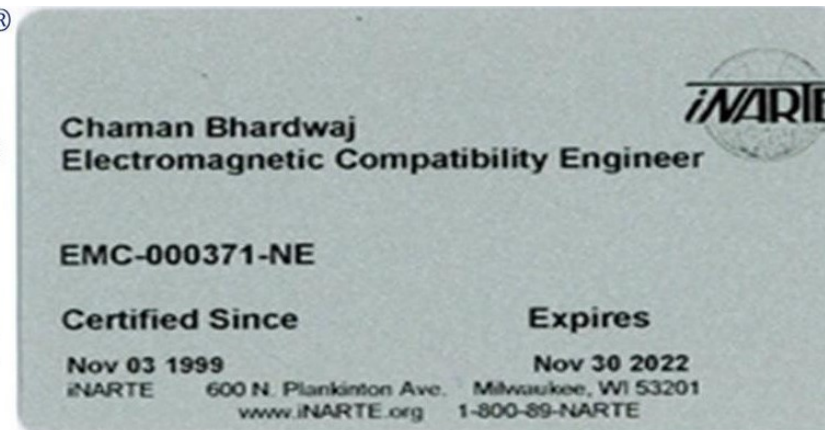 ®
iNARTE
Chaman Bhardwaj
Electromagnetic Compatibility Engineer
EMC-000371-NE
Certified Since Expires
Nov 03 1999 Nov 30 2022
iNARTE 600 N. Plankinton Ave. Milwaukee, WI 53201
www.iNARTE.org 1-800-89-NARTE